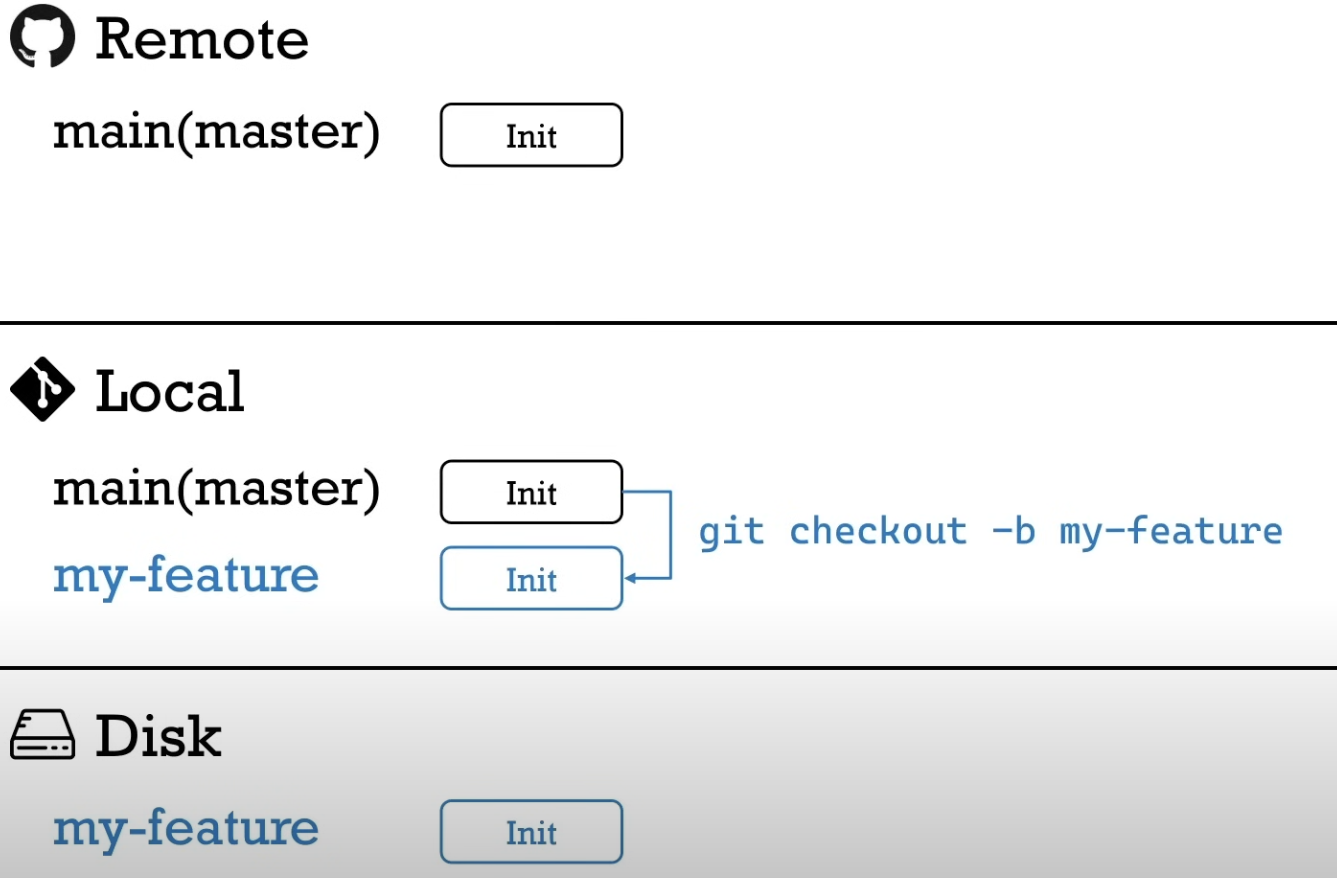 Remote
main(master) Init
Local
main(master) Init
git checkout -b my-feature
my-feature Init
Disk
my-feature Init